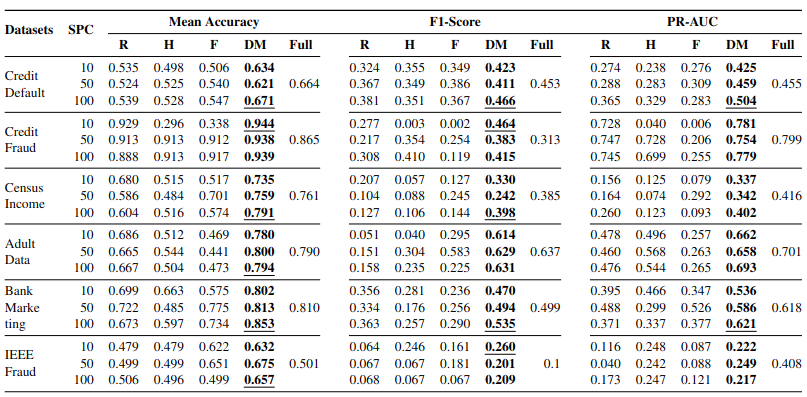 Datasets SPC Mean Accuracy F1-Score PR-AUC
R H F DM Full R H F DM Full R H F DM Full
Credit Default
10 0.535 0.498 0.506 0.634 0.324 0.355 0.349 0.423 0.274 0.238 0.276 0.425
50 0.524 0.525 0.540 0.621 0.664 0.367 0.349 0.386 0.411 0.453 0.288 0.283 0.309 0.459 0.455
100 0.539 0.528 0.547 0.671 0.381 0.351 0.367 0.466 0.365 0.329 0.283 0.504
Credit Fraud
10 0.929 0.296 0.338 0.944 0.277 0.003 0.002 0.464 0.728 0.040 0.006 0.781
50 0.913 0.913 0.912 0.938 0.865 0.217 0.354 0.254 0.383 0.313 0.747 0.728 0.206 0.754 0.799
100 0.888 0.913 0.917 0.939 0.308 0.410 0.119 0.415 0.745 0.699 0.255 0.779
Census Income
10 0.680 0.515 0.517 0.735 0.207 0.057 0.127 0.330 0.156 0.125 0.079 0.337
50 0.586 0.484 0.701 0.759 0.761 0.104 0.088 0.245 0.242 0.385 0.164 0.074 0.292 0.342 0.416
100 0.604 0.516 0.574 0.791 0.127 0.106 0.144 0.398 0.260 0.123 0.093 0.402
Adult Data
10 0.686 0.512 0.469 0.780 0.051 0.040 0.295 0.614 0.478 0.496 0.257 0.662
50 0.665 0.544 0.441 0.800 0.790 0.151 0.304 0.583 0.629 0.637 0.460 0.568 0.263 0.658 0.701
100 0.667 0.504 0.473 0.794 0.158 0.235 0.225 0.631 0.476 0.544 0.265 0.693
Bank Marke ting
10 0.699 0.663 0.575 0.802 0.356 0.281 0.236 0.470 0.395 0.466 0.347 0.536
50 0.722 0.485 0.775 0.813 0.810 0.334 0.176 0.256 0.494 0.499 0.488 0.299 0.526 0.586 0.618
100 0.673 0.597 0.734 0.853 0.363 0.257 0.290 0.535 0.371 0.337 0.377 0.621
IEEE Fraud
10 0.479 0.479 0.622 0.632 0.064 0.246 0.161 0.260 0.116 0.248 0.087 0.222
50 0.499 0.499 0.651 0.675 0.501 0.067 0.067 0.181 0.201 0.1 0.040 0.242 0.088 0.249 0.408
100 0.506 0.496 0.499 0.657 0.068 0.067 0.067 0.209 0.173 0.247 0.121 0.217